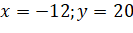 x = −12; y = 20